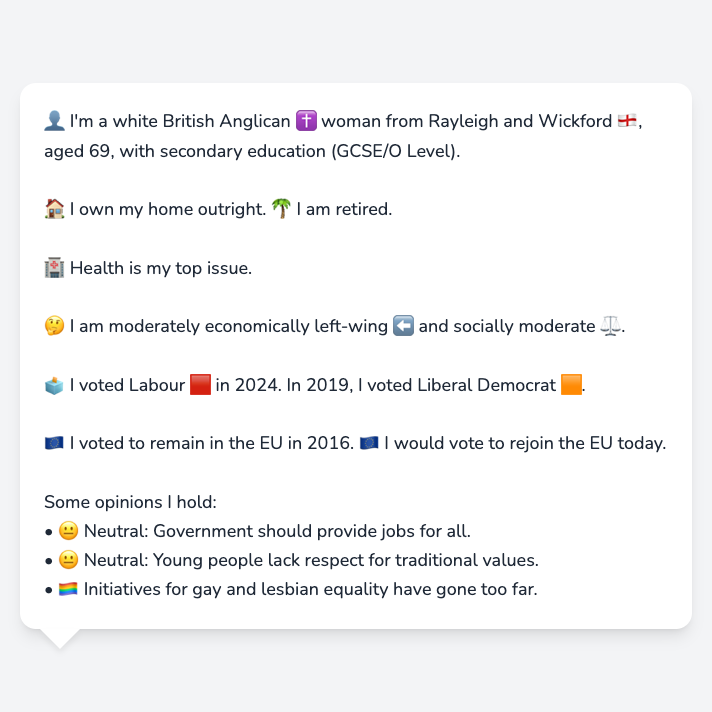 👤 I'm a white British Anglican ✝️ woman from Rayleigh and Wickford 🏴󠁧󠁢󠁥󠁮󠁧󠁿,
aged 69, with secondary education (GCSE/O Level).
🏠 I own my home outright. 🌴 I am retired.
🏥 Health is my top issue.
🤔 I am moderately economically left-wing ⬅️ and socially moderate ⚖️.
🗳️ I voted Labour 🟥 in 2024. In 2019, I voted Liberal Democrat 🟧.
🇪🇺 I voted to remain in the EU in 2016. 🇪🇺 I would vote to rejoin the EU today.
Some opinions I hold:
• 😐 Neutral: Government should provide jobs for all.
• 😐 Neutral: Young people lack respect for traditional values.
• 🏳️‍🌈 Initiatives for gay and lesbian equality have gone too far.